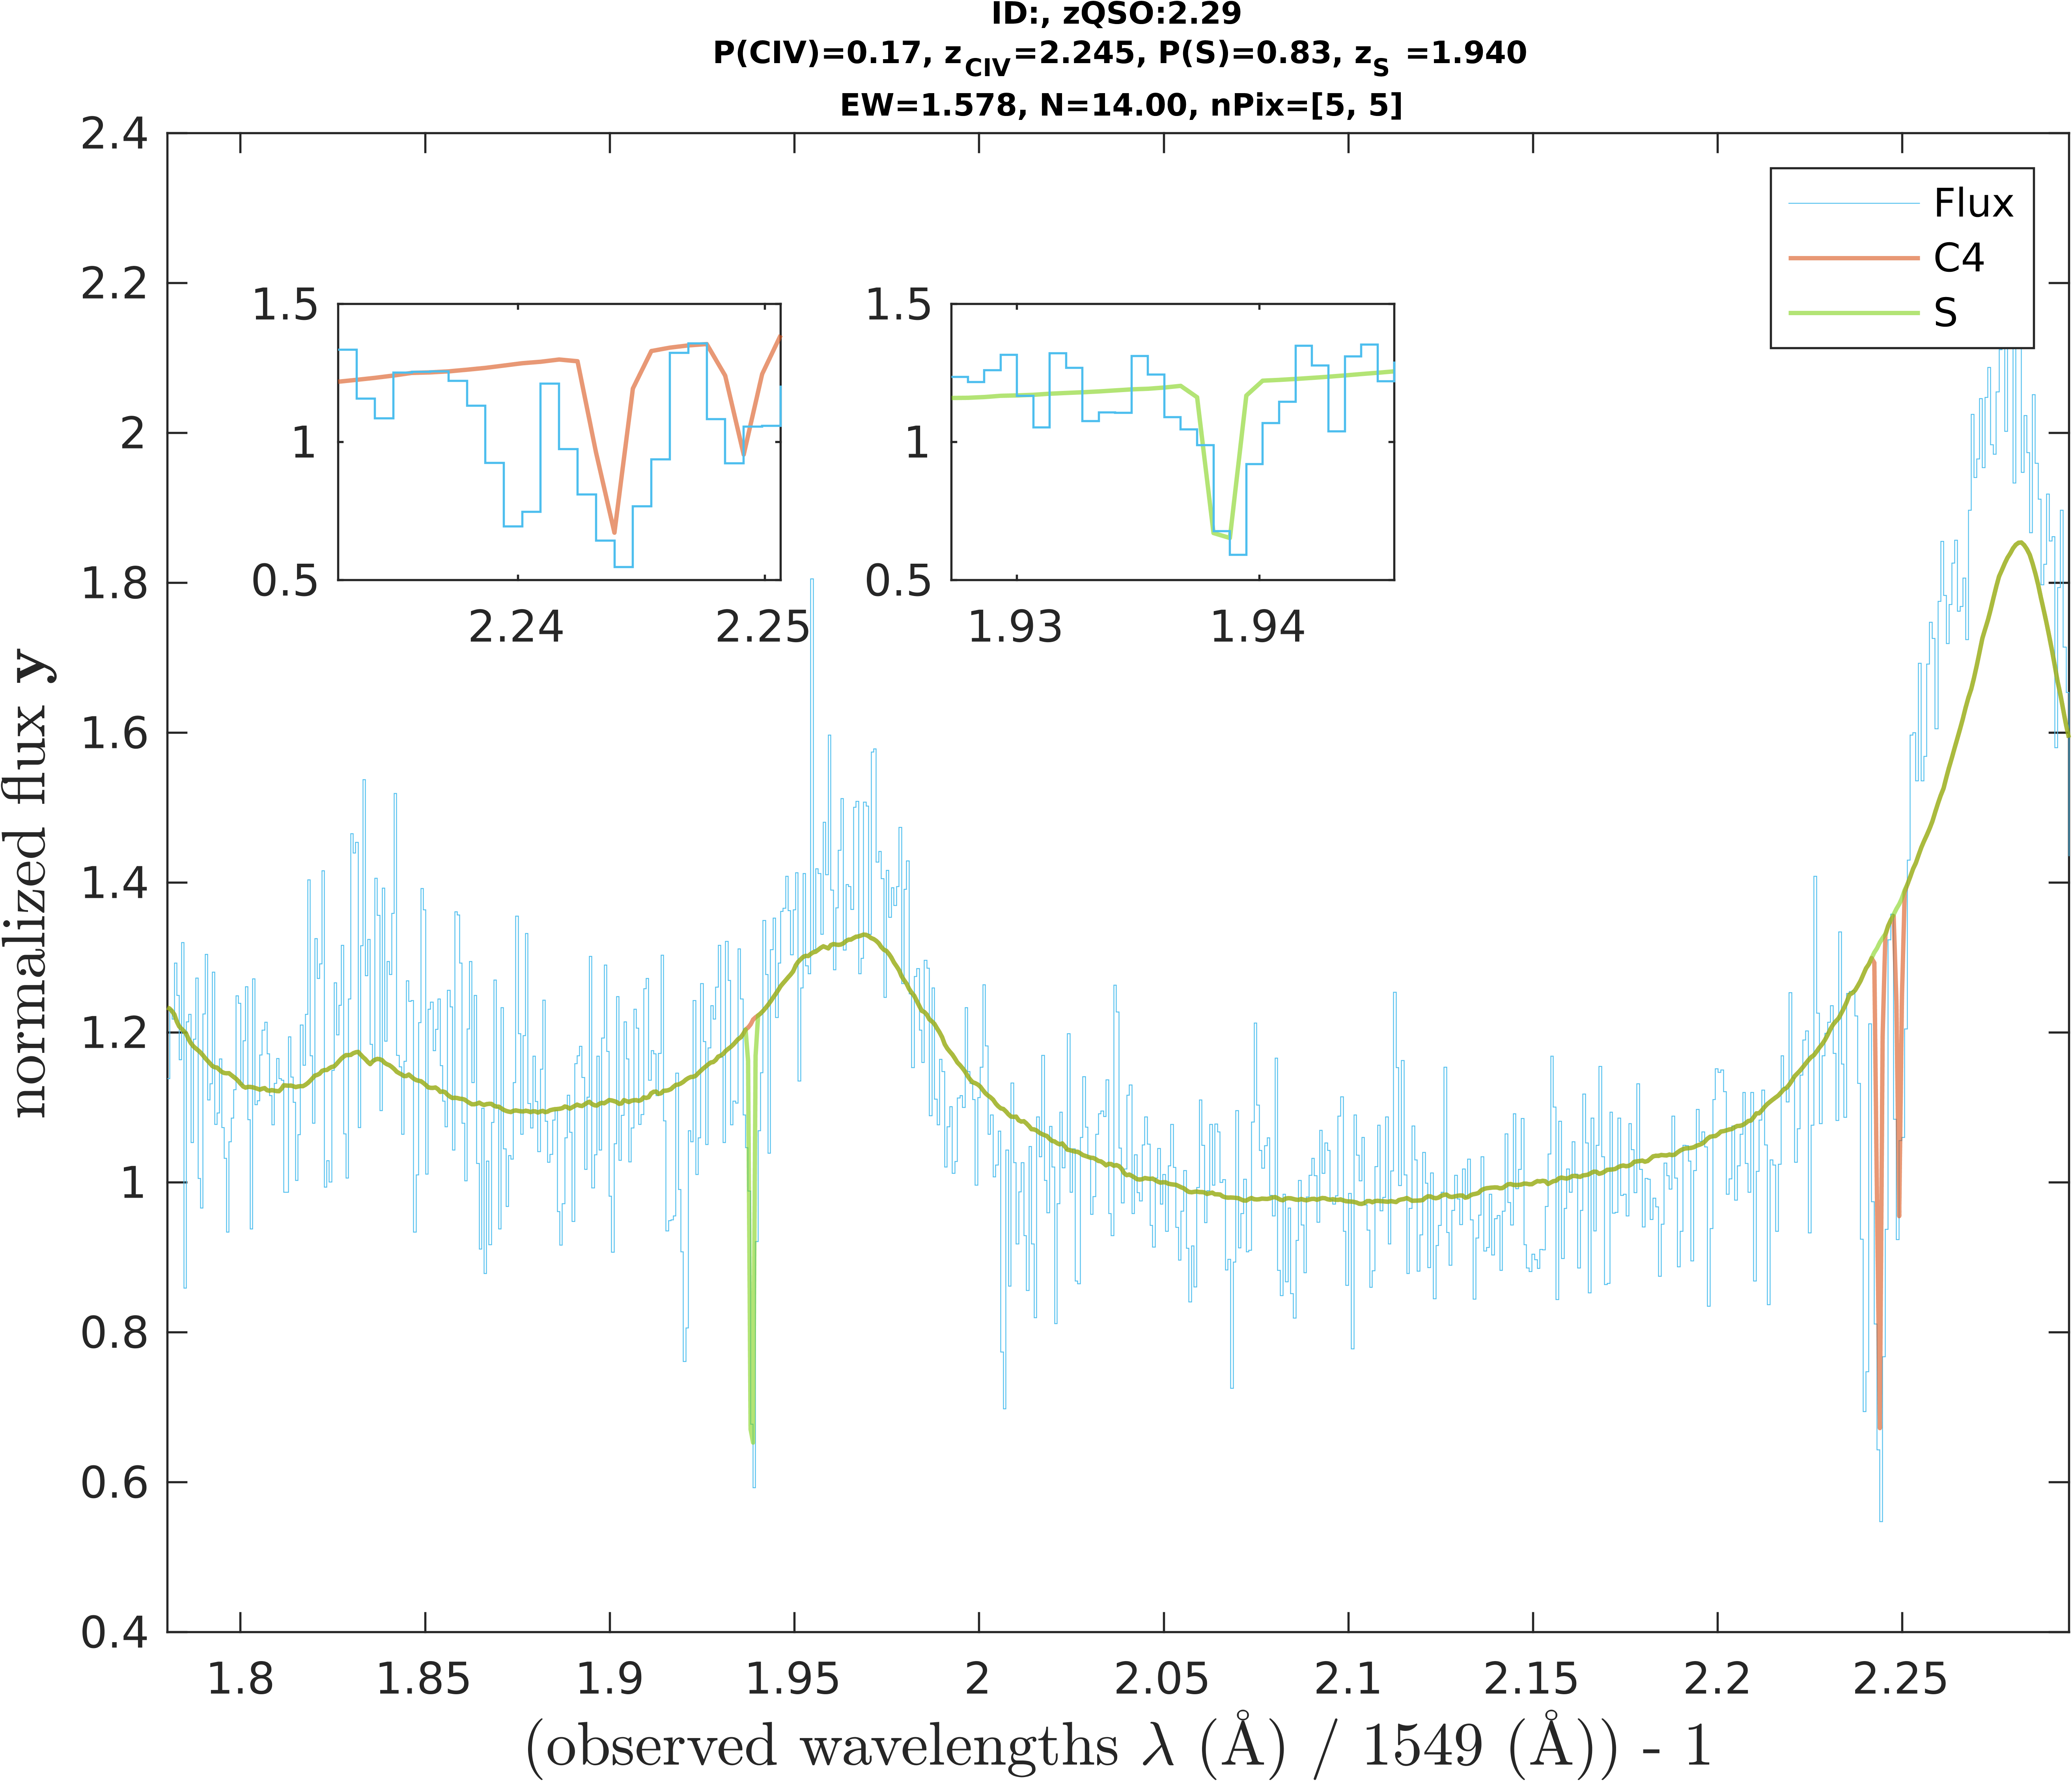 ID:, zQSO:2.29
P(CIV)=0.17, z_CIV=2.245, P(S)=0.83, z_S =1.940
EW=1.578, N=14.00, nPix=[5, 5]
2.4
2.2
2
1.8
1.6
1.4
1.2
1
0.8
0.6
0.4
normalized flux y
Flux
C4
S
1.5
1
0.5
2.24 2.25
1.5
1
0.5
1.93 1.94
1.8 1.85 1.9 1.95 2 2.05 2.1 2.15 2.2 2.25
(observed wavelengths λ (Å) / 1549 (Å)) - 1